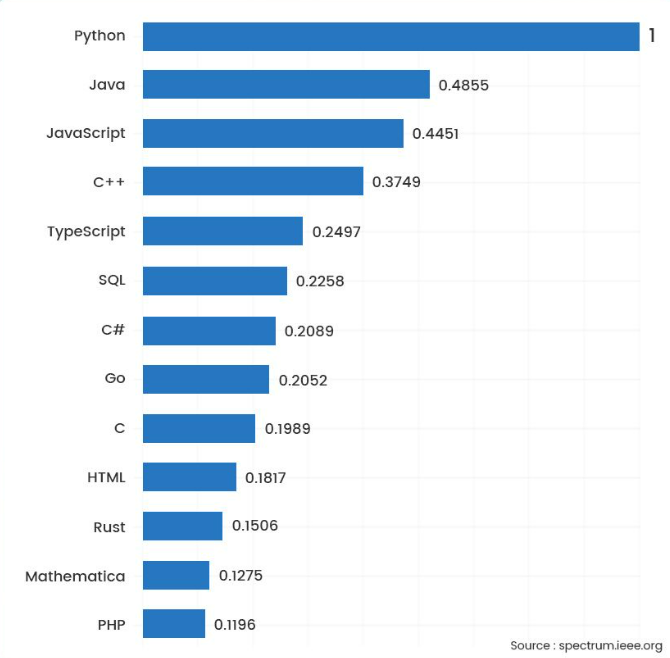 Python 1
Java 0.4855
JavaScript 0.4451
C++ 0.3749
TypeScript 0.2497
SQL 0.2258
C# 0.2089
Go 0.2052
C 0.1989
HTML 0.1817
Rust 0.1506
Mathematica 0.1275
PHP 0.1196
Source : spectrum.ieee.org